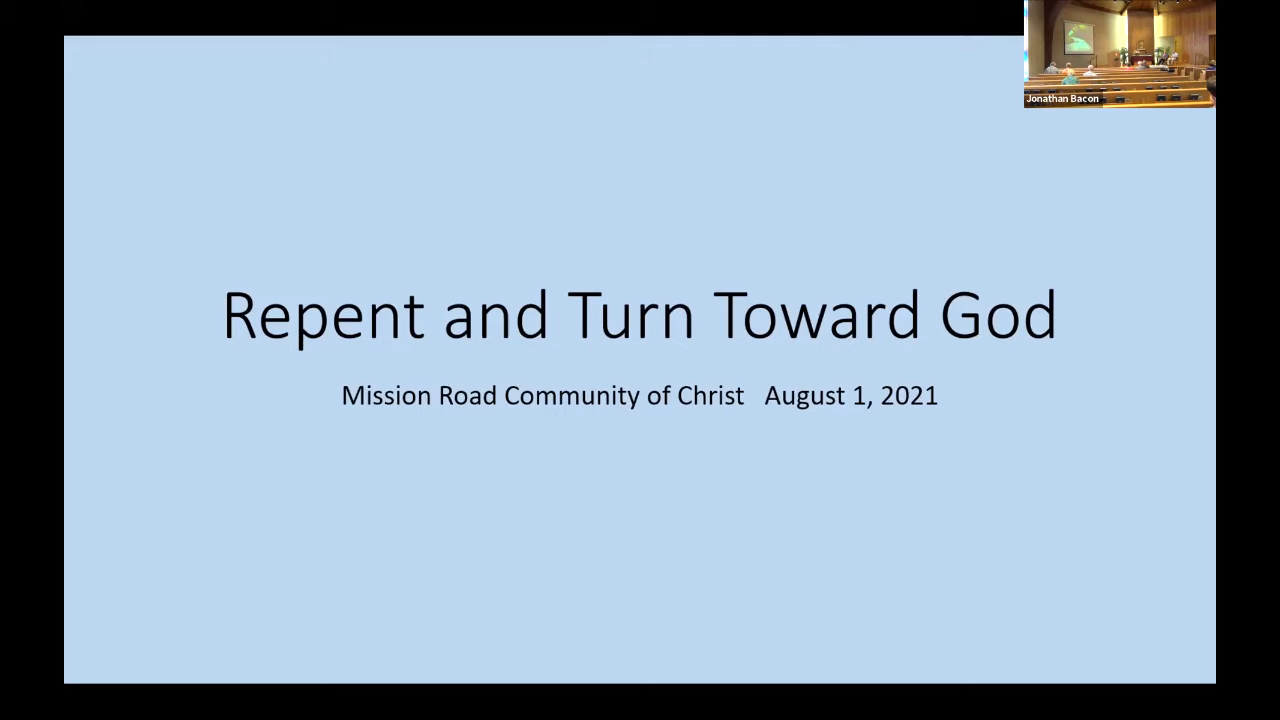 Jonathan Bacon
Repent and Turn Toward God
Mission Road Community of Christ August 1, 2021